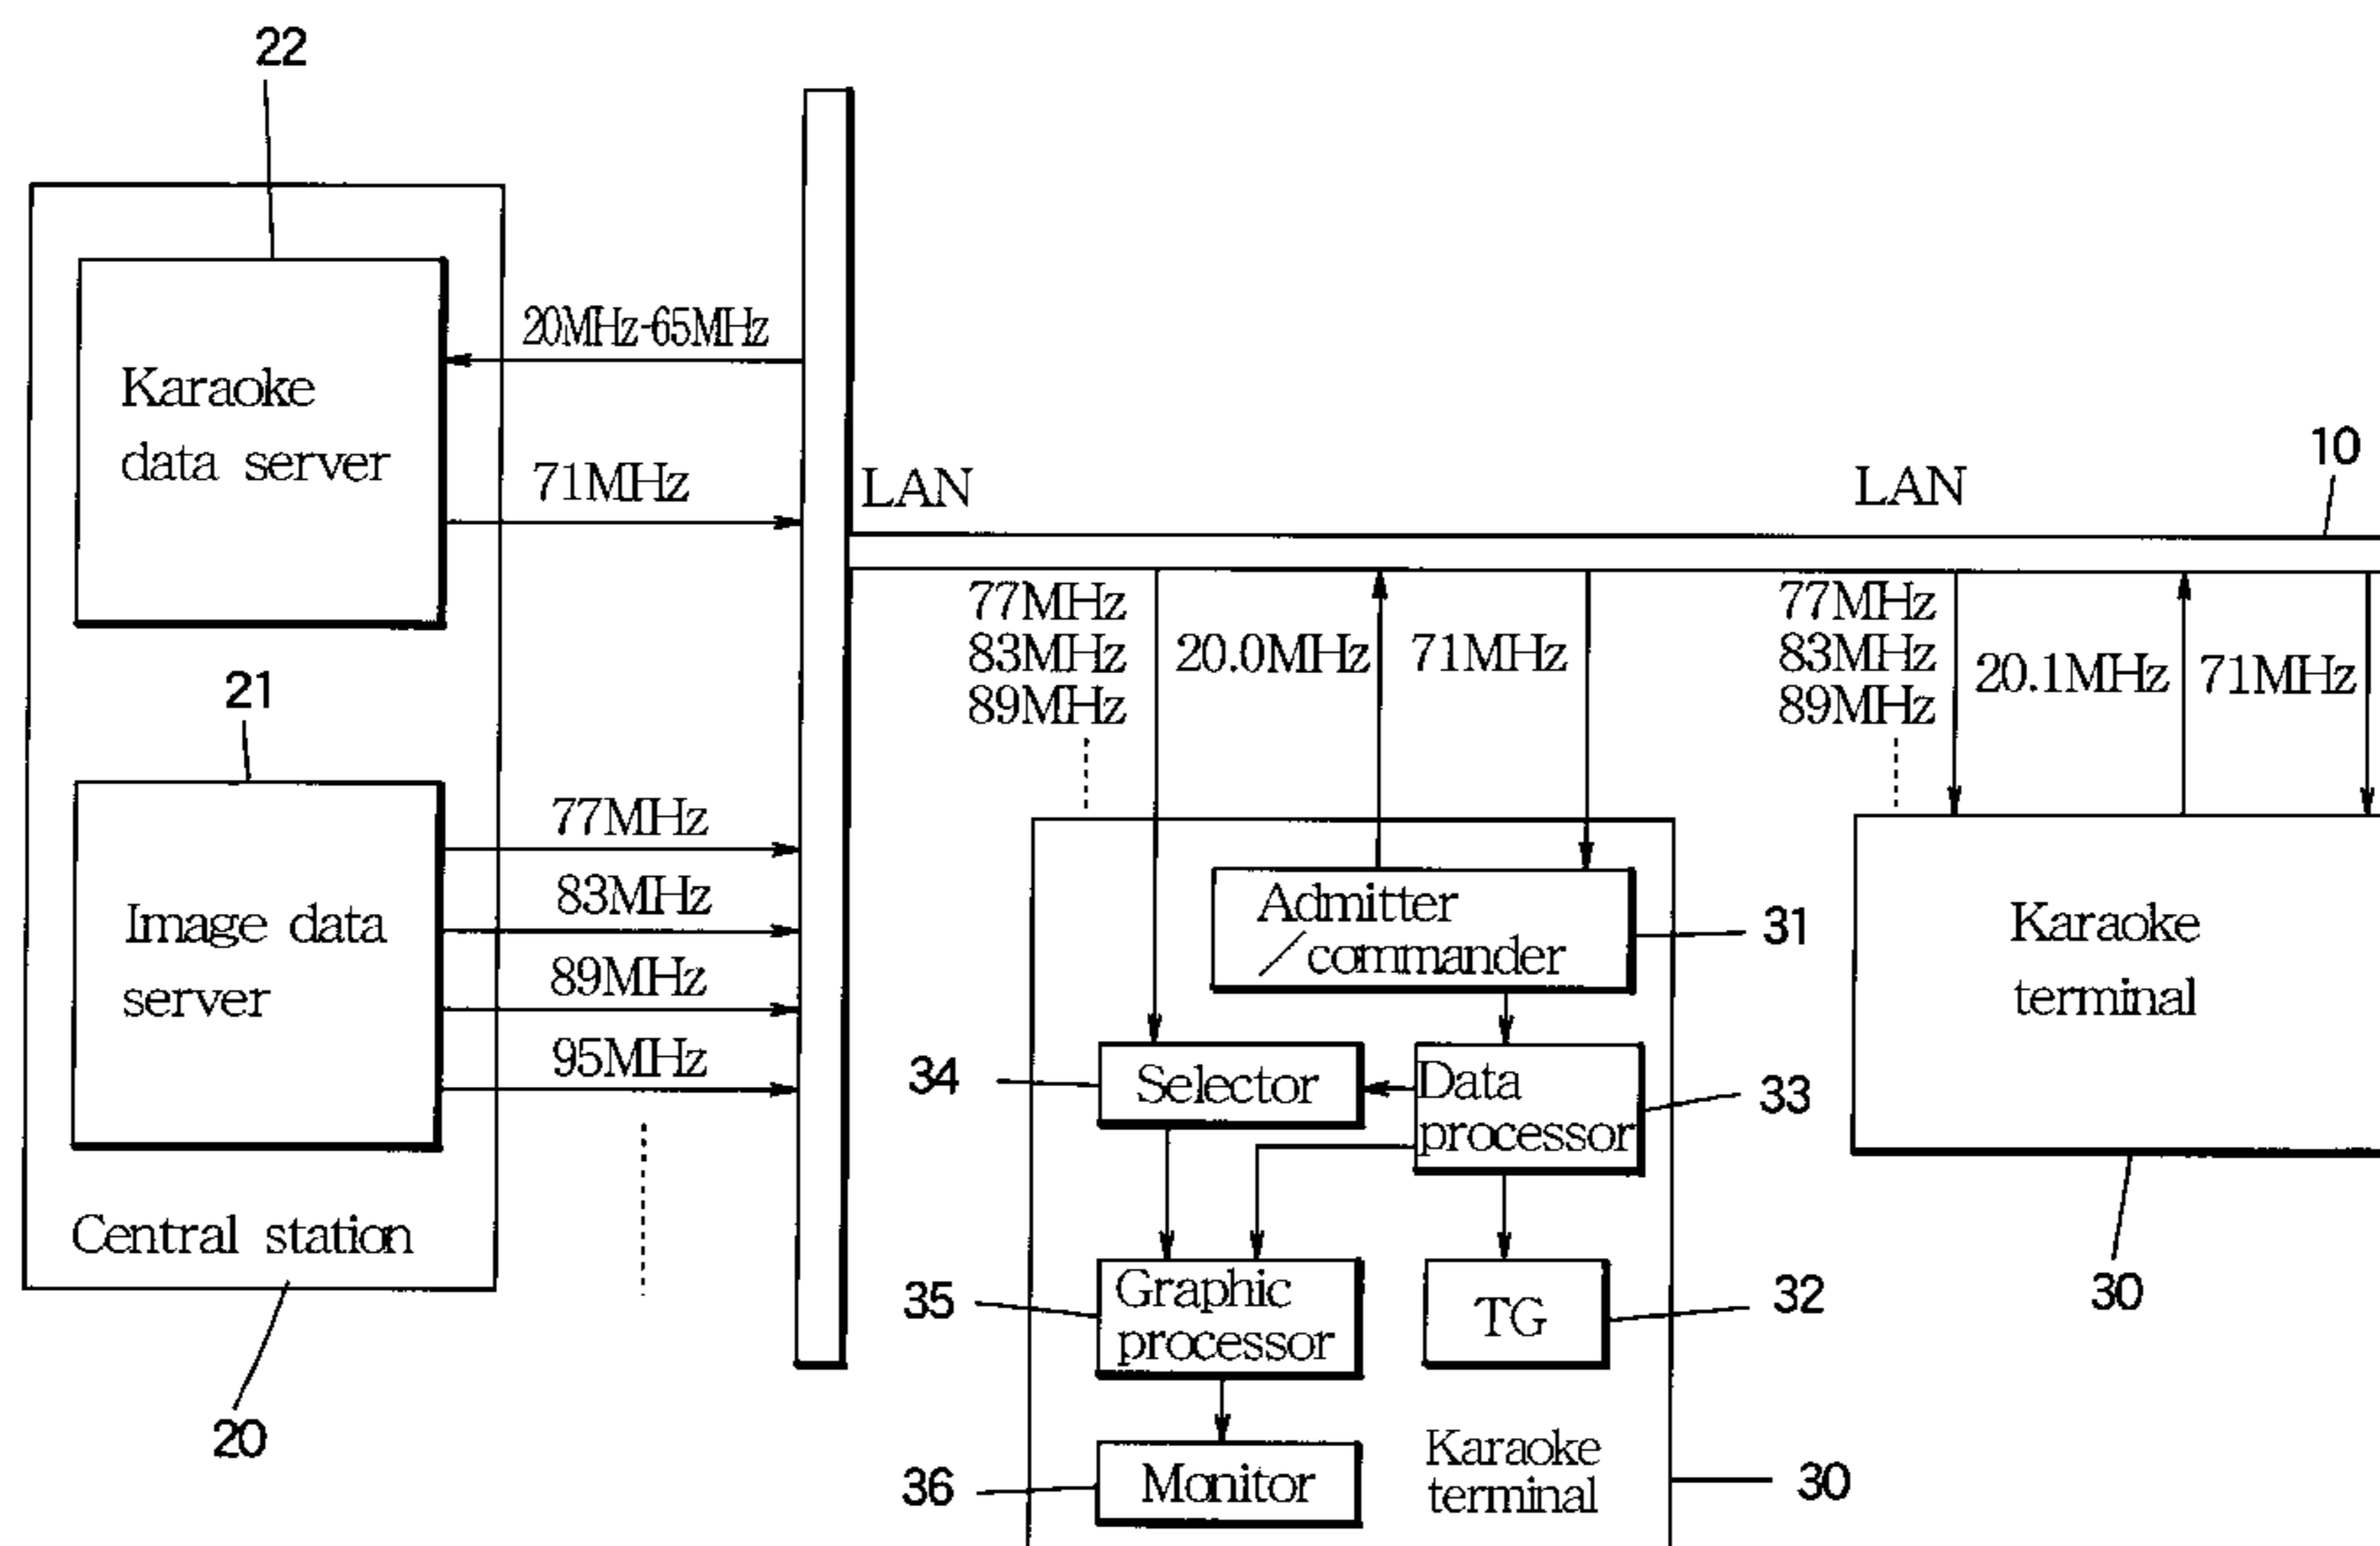 22
Karaoke
data server
20MHz-65MHz
71MHz
21
Image data
server
77MHz
83MHz
89MHz
95MHz
Central station
20
LAN
LAN
10
77MHz
83MHz
89MHz
20.0MHz
71MHz
77MHz
83MHz
89MHz
20.1MHz
71MHz
Admitter
/commander
31
34
Selector
Data
processor
33
35
Graphic
processor
TG
32
36
Monitor
Karaoke
terminal
30
Karaoke
terminal
30